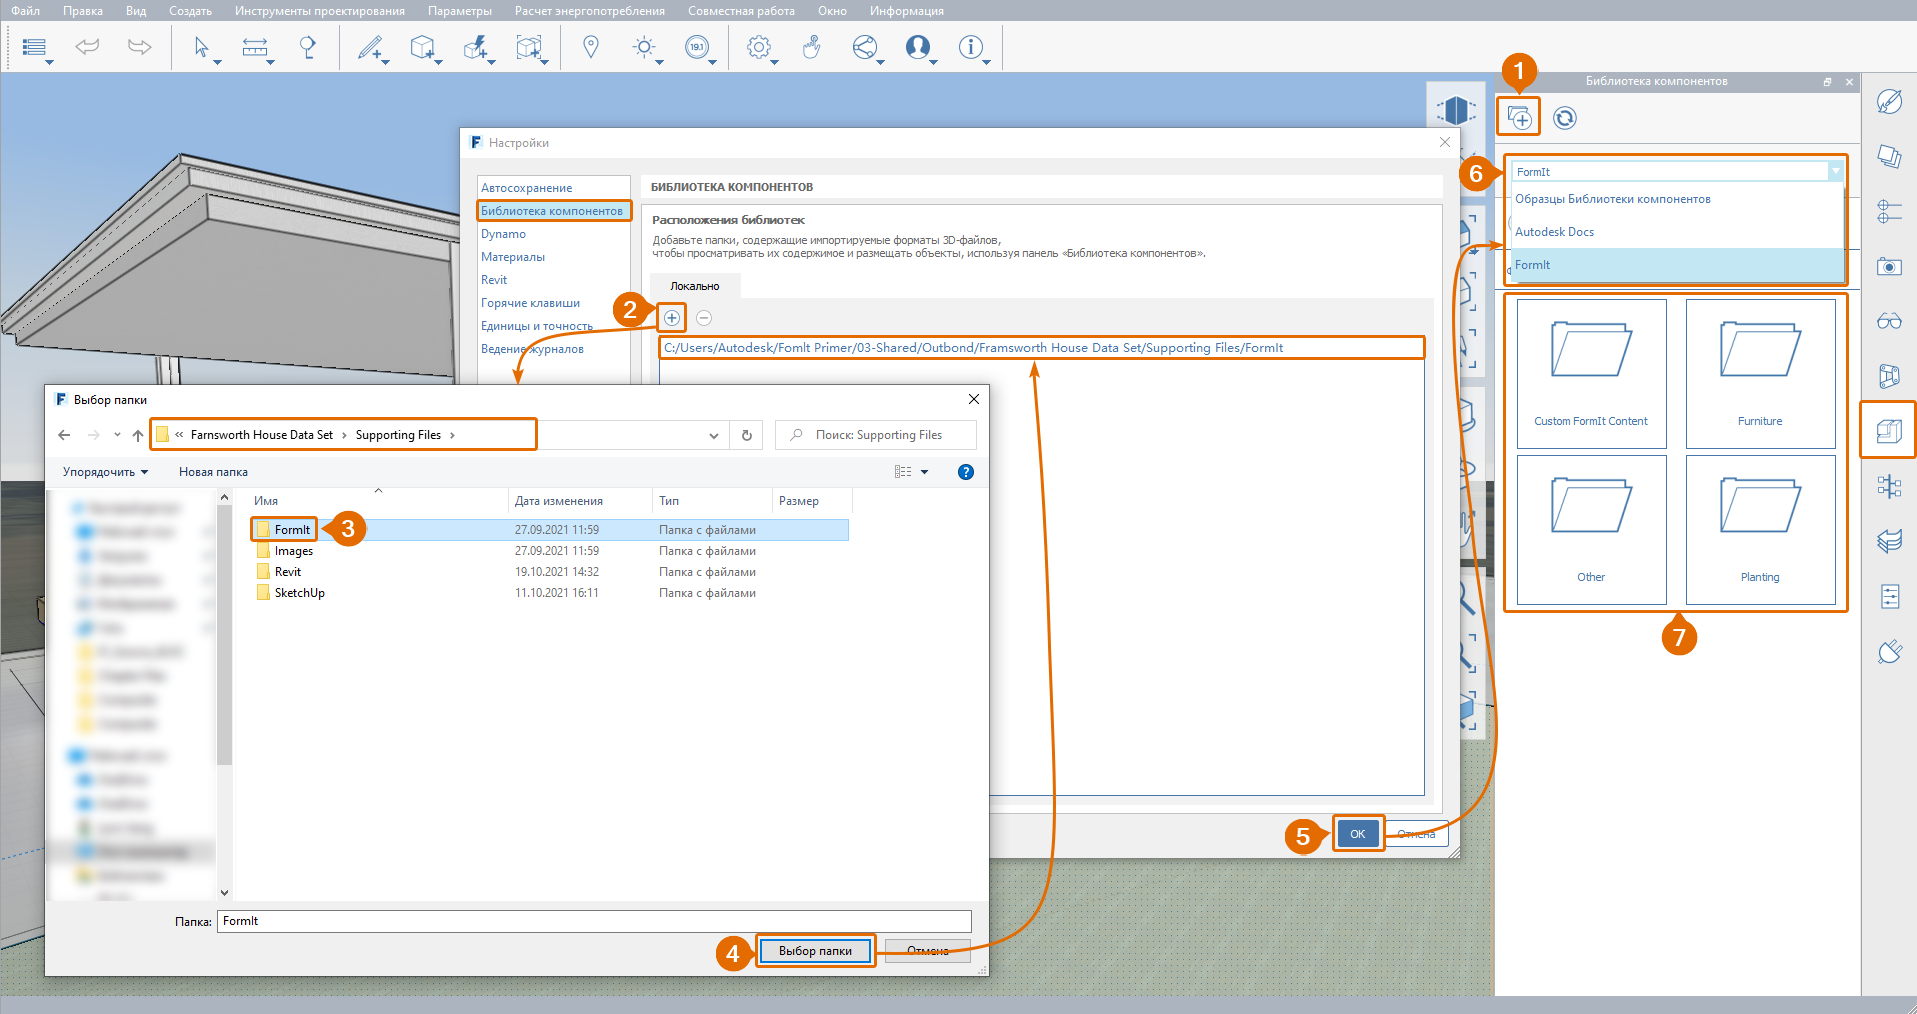 Файл Правка Вид Создать Инструменты проектирования Параметры Расчет энергопотребления Совместная работа Окно Информация
19.1
1
Библиотека компонентов
6
FormIt
Образцы Библиотеки компонентов
Autodesk Docs
FormIt
Custom FormIt Content
Furniture
Other
Planting
7
Настройки
Автосохранение
Библиотека компонентов
Dynamo
Материалы
Revit
Горячие клавиши
Единицы и точность
Ведение журналов
БИБЛИОТЕКА КОМПОНЕНТОВ
Расположения библиотек
Добавьте папки, содержащие импортируемые форматы 3D-файлов,
чтобы просматривать их содержимое и размещать объекты, используя панель «Библиотека компонентов».
Локально
2
C:/Users/Autodesk/Fomlt Primer/03-Shared/Outbond/Framsworth House Data Set/Supporting Files/FormIt
5
OK
Отмена
Выбор папки
« Farnsworth House Data Set › Supporting Files ›
Поиск: Supporting Files
Упорядочить
Новая папка
Имя Дата изменения Тип Размер
FormIt 27.09.2021 11:59 Папка с файлами
3
Images 27.09.2021 11:59 Папка с файлами
Revit 19.10.2021 14:32 Папка с файлами
SketchUp 11.10.2021 16:11 Папка с файлами
Папка: FormIt
4
Выбор папки
Отмена